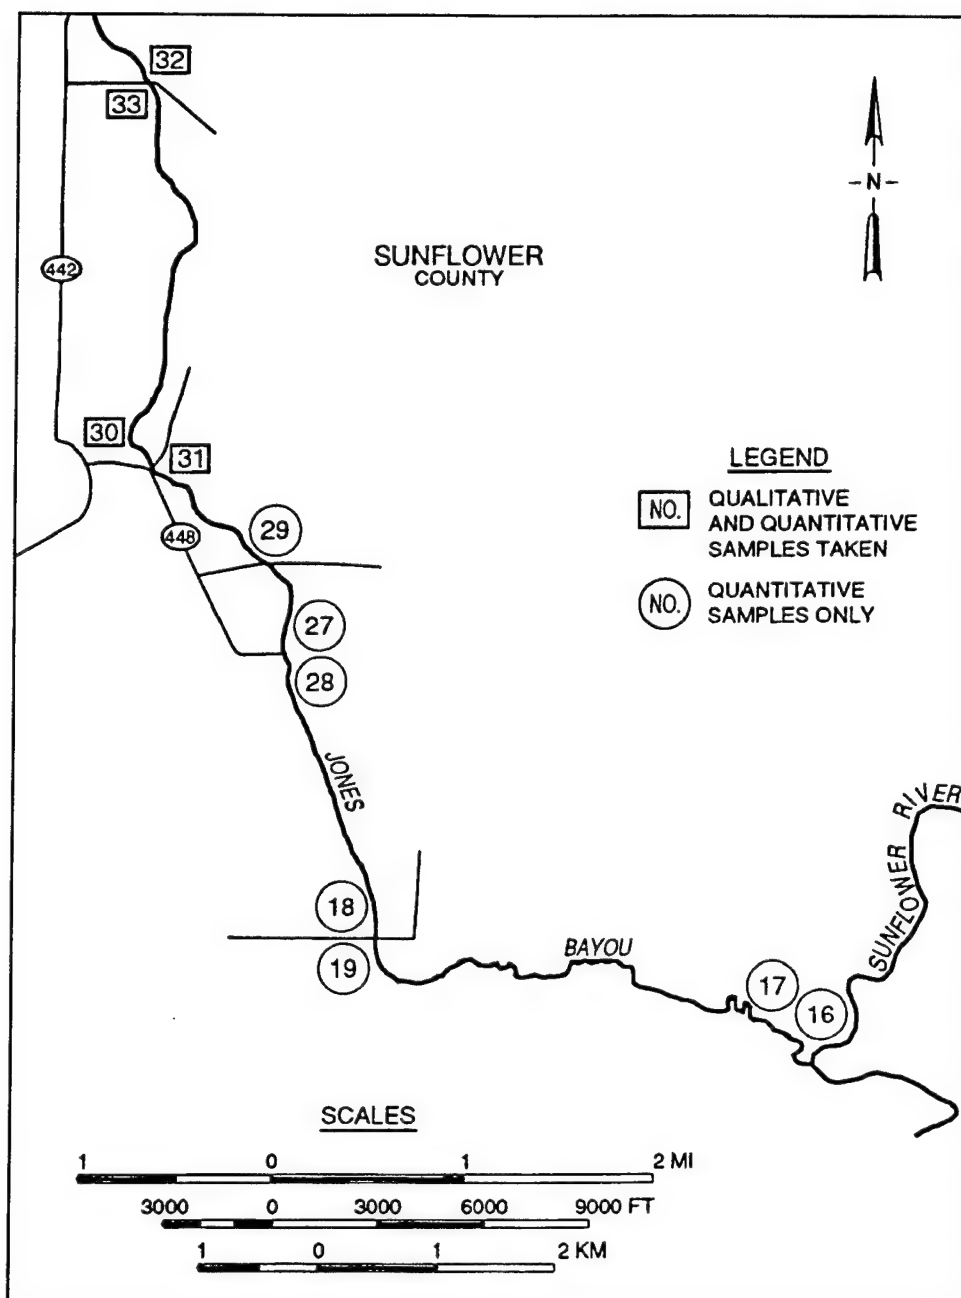 32
33
N
442
SUNFLOWER
COUNTY
30
31
LEGEND
NO. QUALITATIVE
AND QUANTITATIVE
SAMPLES TAKEN
NO. QUANTITATIVE
SAMPLES ONLY
29
448
27
28
JONES
SUNFLOWER RIVER
18
19
BAYOU
17
16
SCALES
1 0 1 2 MI
3000 0 3000 6000 9000 FT
1 0 1 2 KM